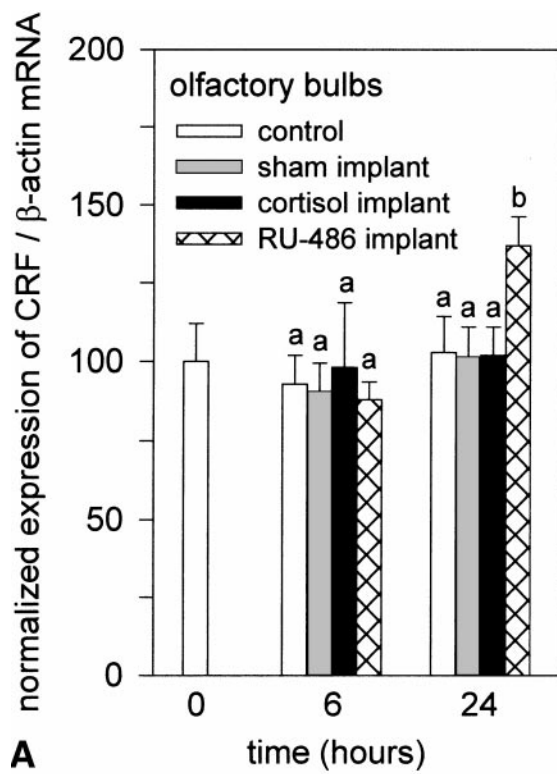 normalized expression of CRF / β-actin mRNA
200
150
100
50
0
olfactory bulbs
control
sham implant
cortisol implant
RU-486 implant
a
a
a
a
a
a
a
b
0
6
24
time (hours)
A